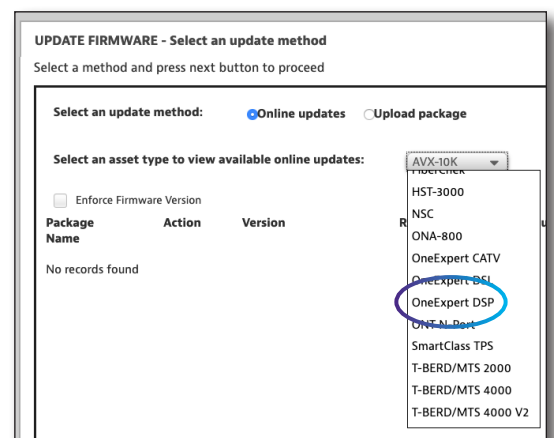 UPDATE FIRMWARE - Select an update method
Select a method and press next button to proceed
Select an update method: Online updates Upload package
Select an asset type to view available online updates: AVX-10K
FiberChek
Enforce Firmware Version
HST-3000
Package Name Action Version R
NSC
ONA-800
No records found
OneExpert CATV
OneExpert DSL
OneExpert DSP
ONT N-Port
SmartClass TPS
T-BERD/MTS 2000
T-BERD/MTS 4000
T-BERD/MTS 4000 V2